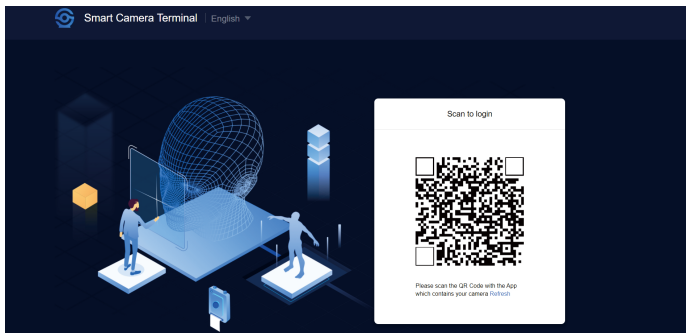 Smart Camera Terminal English
Scan to login
Please scan the QR Code with the App
which contains your camera Refresh